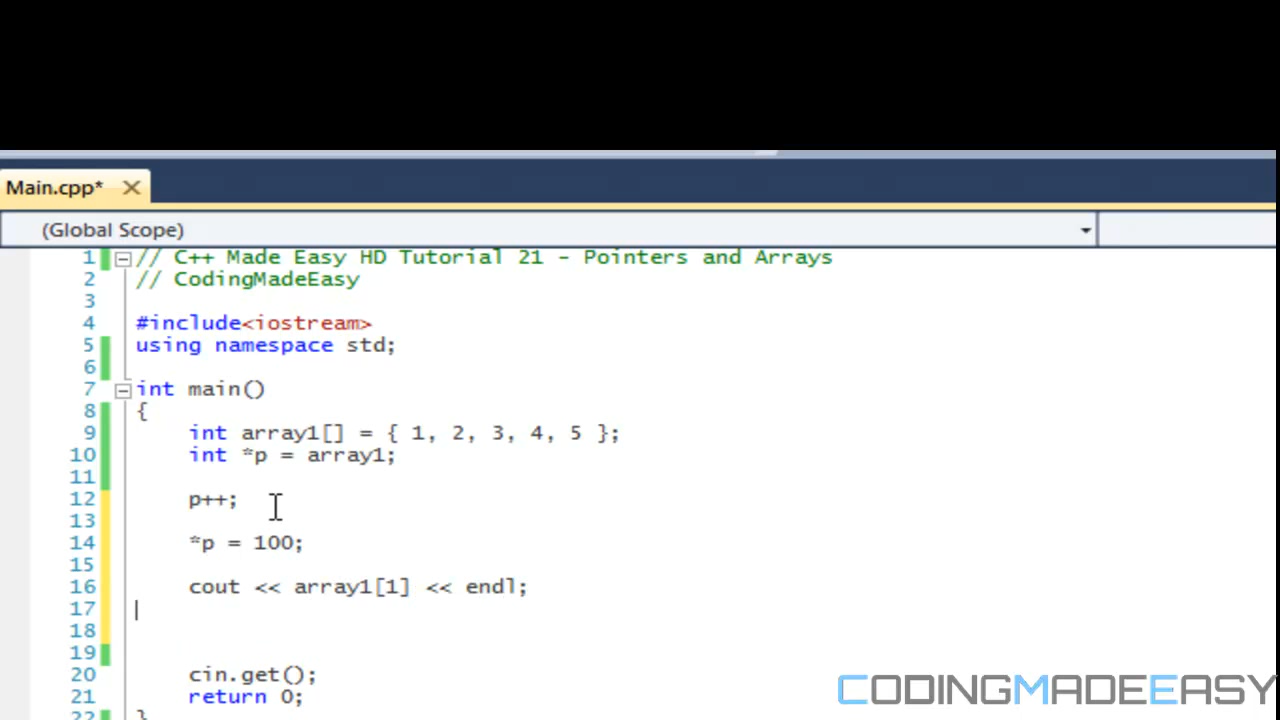 Main.cpp*
(Global Scope)
1 // C++ Made Easy HD Tutorial 21 - Pointers and Arrays
2 // CodingMadeEasy
3
4 #include<iostream>
5 using namespace std;
6
7 int main()
8 {
9 int array1[] = { 1, 2, 3, 4, 5 };
10 int *p = array1;
11
12 p++;
13
14 *p = 100;
15
16 cout << array1[1] << endl;
17
18
19
20 cin.get();
21 return 0;
22 }
CODINGMADEEASY